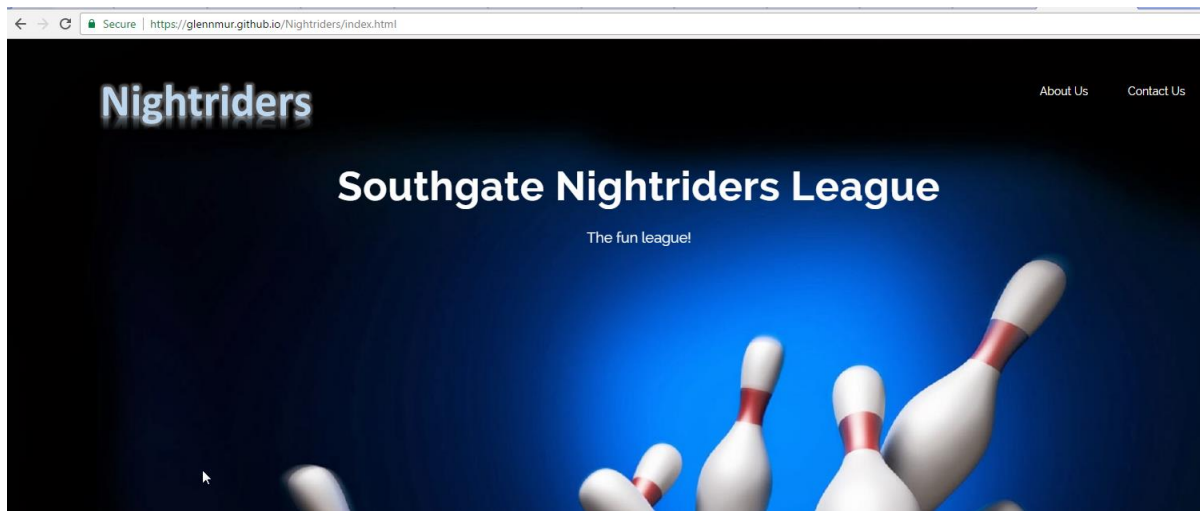 Secure | https://glennmur.github.io/Nightriders/index.html
Nightriders
About Us Contact Us
Southgate Nightriders League
The fun league!